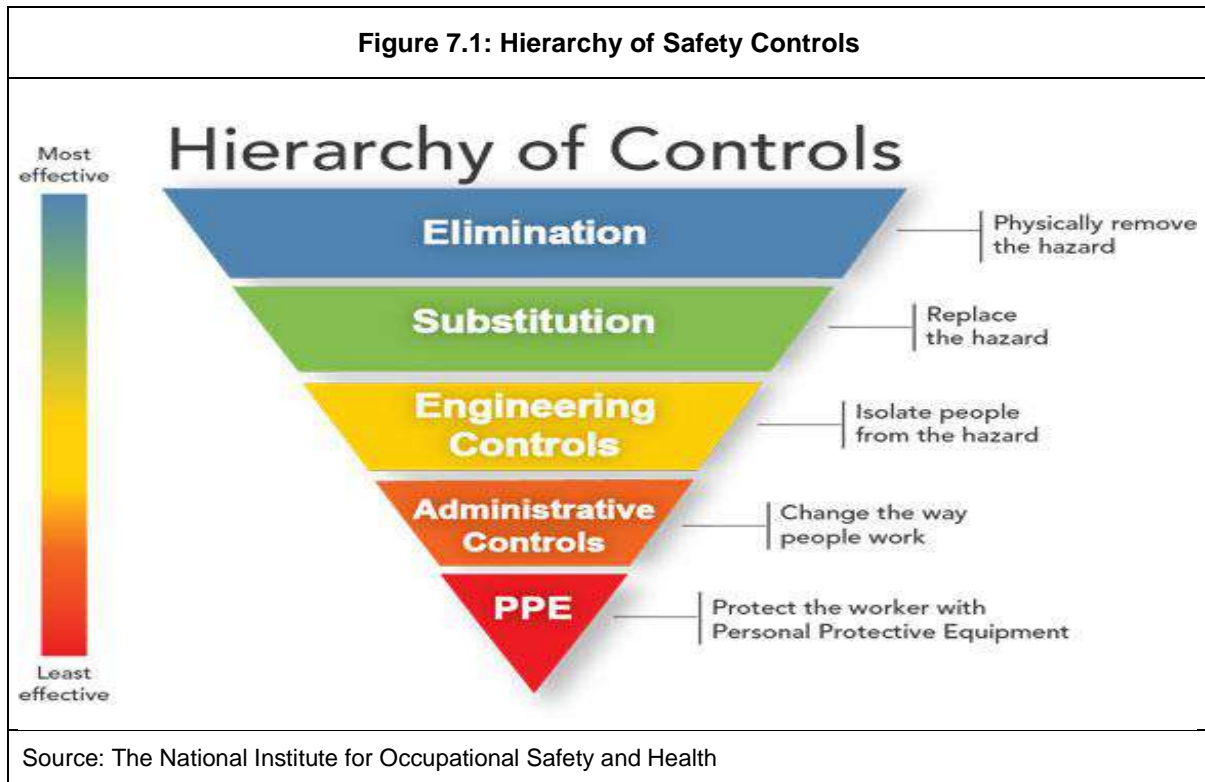 Figure 7.1: Hierarchy of Safety Controls
Hierarchy of Controls
Most
effective
Elimination
Physically remove
the hazard
Substitution
Replace
the hazard
Engineering
Controls
Isolate people
from the hazard
Administrative
Controls
Change the way
people work
PPE
Protect the worker with
Personal Protective Equipment
Least
effective
Source: The National Institute for Occupational Safety and Health